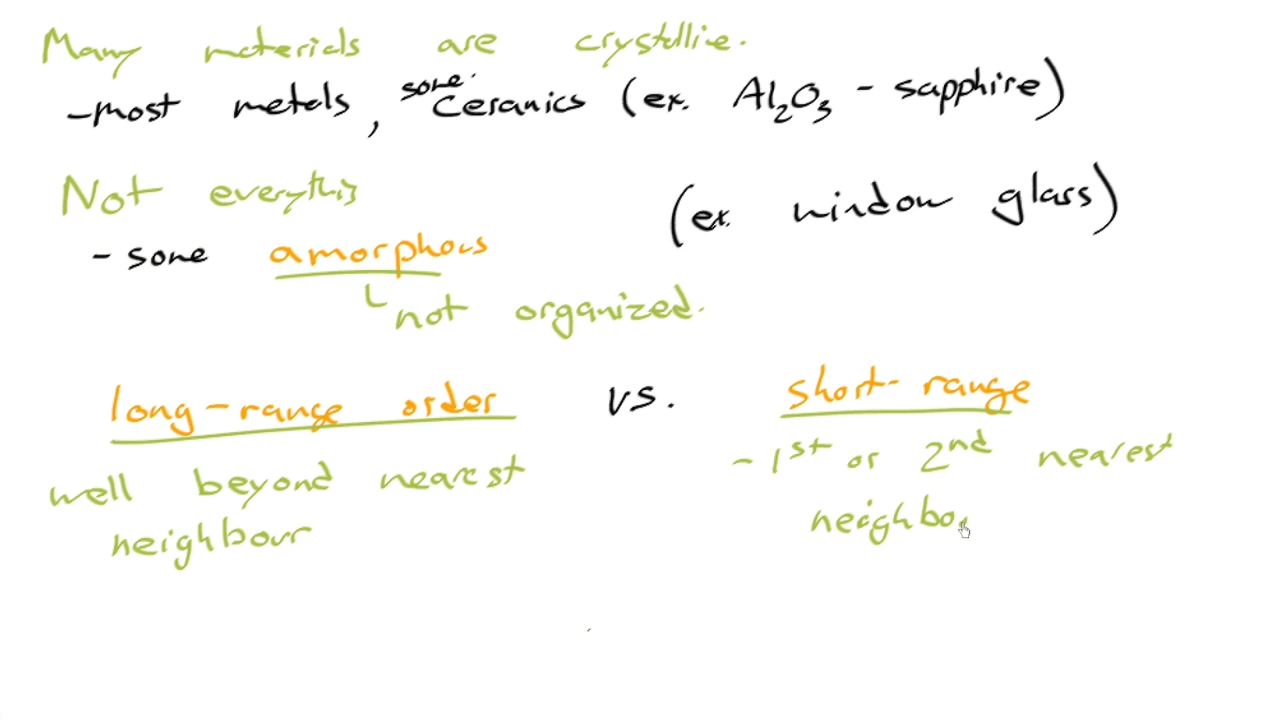 Many materials are crystalline.
-most metals, some ceramics (ex. Al2O3 - sapphire)
Not everything
(ex. window glass)
- some amorphous
not organized.
long-range order vs. short-range
well beyond nearest
neighbour
- 1st or 2nd nearest
neighbo